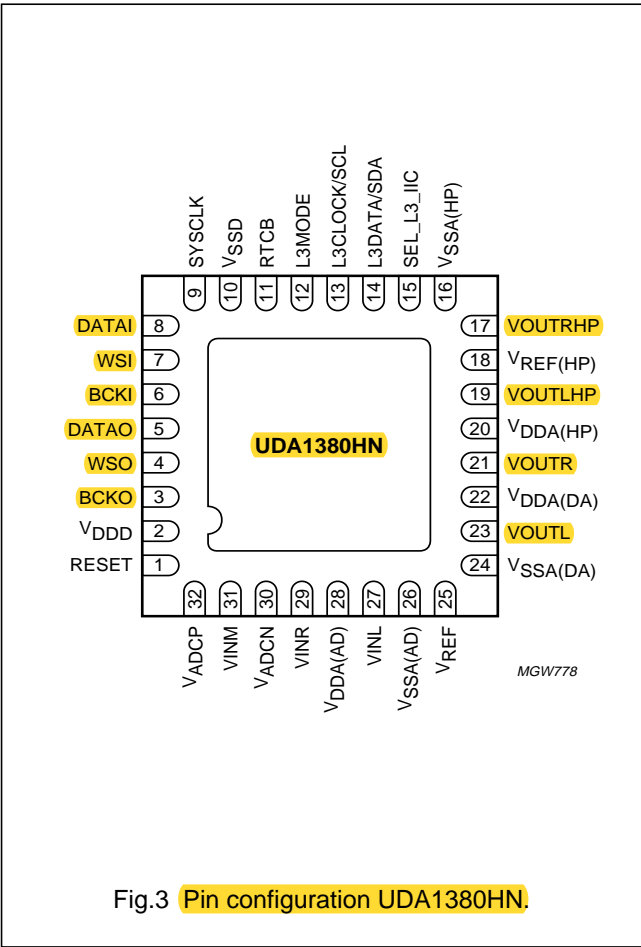 SYSCLK
VSSD
RTCB
L3MODE
L3CLOCK/SCL
L3DATA/SDA
SEL_L3_IIC
VSSA(HP)
9
10
11
12
13
14
15
16
DATAI 8
WSI 7
BCKI 6
DATAO 5
WSO 4
BCKO 3
VDDD 2
RESET 1
UDA1380HN
17 VOUTRHP
18 VREF(HP)
19 VOUTLHP
20 VDDA(HP)
21 VOUTR
22 VDDA(DA)
23 VOUTL
24 VSSA(DA)
32
31
30
29
28
27
26
25
VADCP
VINM
VADCN
VINR
VDDA(AD)
VINL
VSSA(AD)
VREF
MGW778
Fig.3 Pin configuration UDA1380HN.